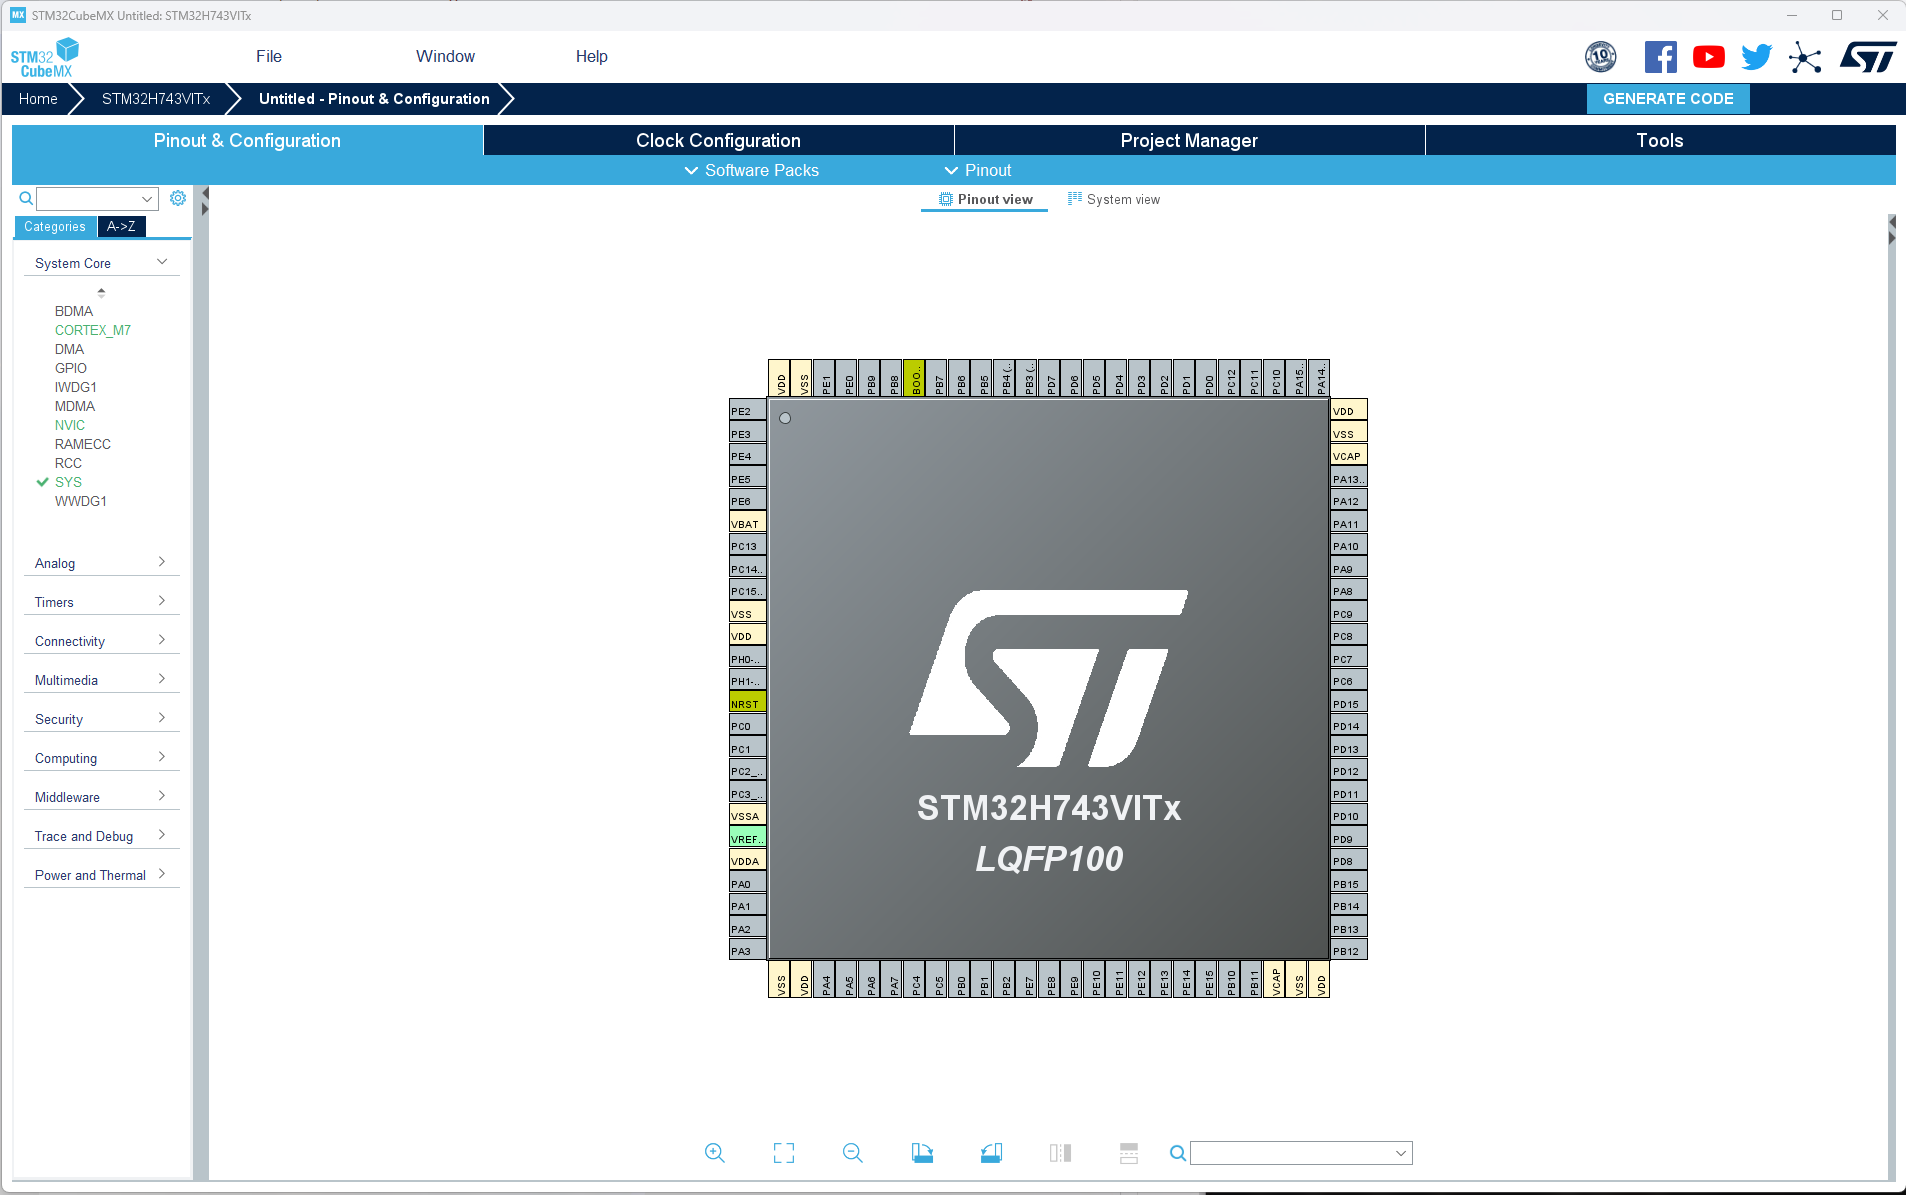 MX STM32CubeMX Untitled: STM32H743VITx
STM32
CubeMX
File Window Help
10
Home STM32H743VITx Untitled - Pinout & Configuration GENERATE CODE
Pinout & Configuration Clock Configuration Project Manager Tools
Software Packs Pinout
Pinout view System view
Categories A->Z
System Core
BDMA
CORTEX_M7
DMA
GPIO
IWDG1
MDMA
NVIC
RAMECC
RCC
SYS
WWDG1
Analog
Timers
Connectivity
Multimedia
Security
Computing
Middleware
Trace and Debug
Power and Thermal
VDD VSS PE1 PE0 PB9 PB8 BOO.. PB7 PB6 PB5 PB4 (.. PB3 (.. PD7 PD6 PD5 PD4 PD3 PD2 PD1 PD0 PC12 PC11 PC10 PA15.. PA14..
PE2
PE3
PE4
PE5
PE6
VBAT
PC13
PC14..
PC15..
VSS
VDD
PH0-..
PH1-..
NRST
PC0
PC1
PC2_..
PC3_..
VSSA
VREF..
VDDA
PA0
PA1
PA2
PA3
ST
STM32H743VITx
LQFP100
VDD
VSS
VCAP
PA13..
PA12
PA11
PA10
PA9
PA8
PC9
PC8
PC7
PC6
PD15
PD14
PD13
PD12
PD11
PD10
PD9
PD8
PB15
PB14
PB13
PB12
VSS VDD PA4 PA5 PA6 PA7 PC4 PC5 PB0 PB1 PB2 PE7 PE8 PE9 PE10 PE11 PE12 PE13 PE14 PE15 PB10 PB11 VCAP VSS VDD